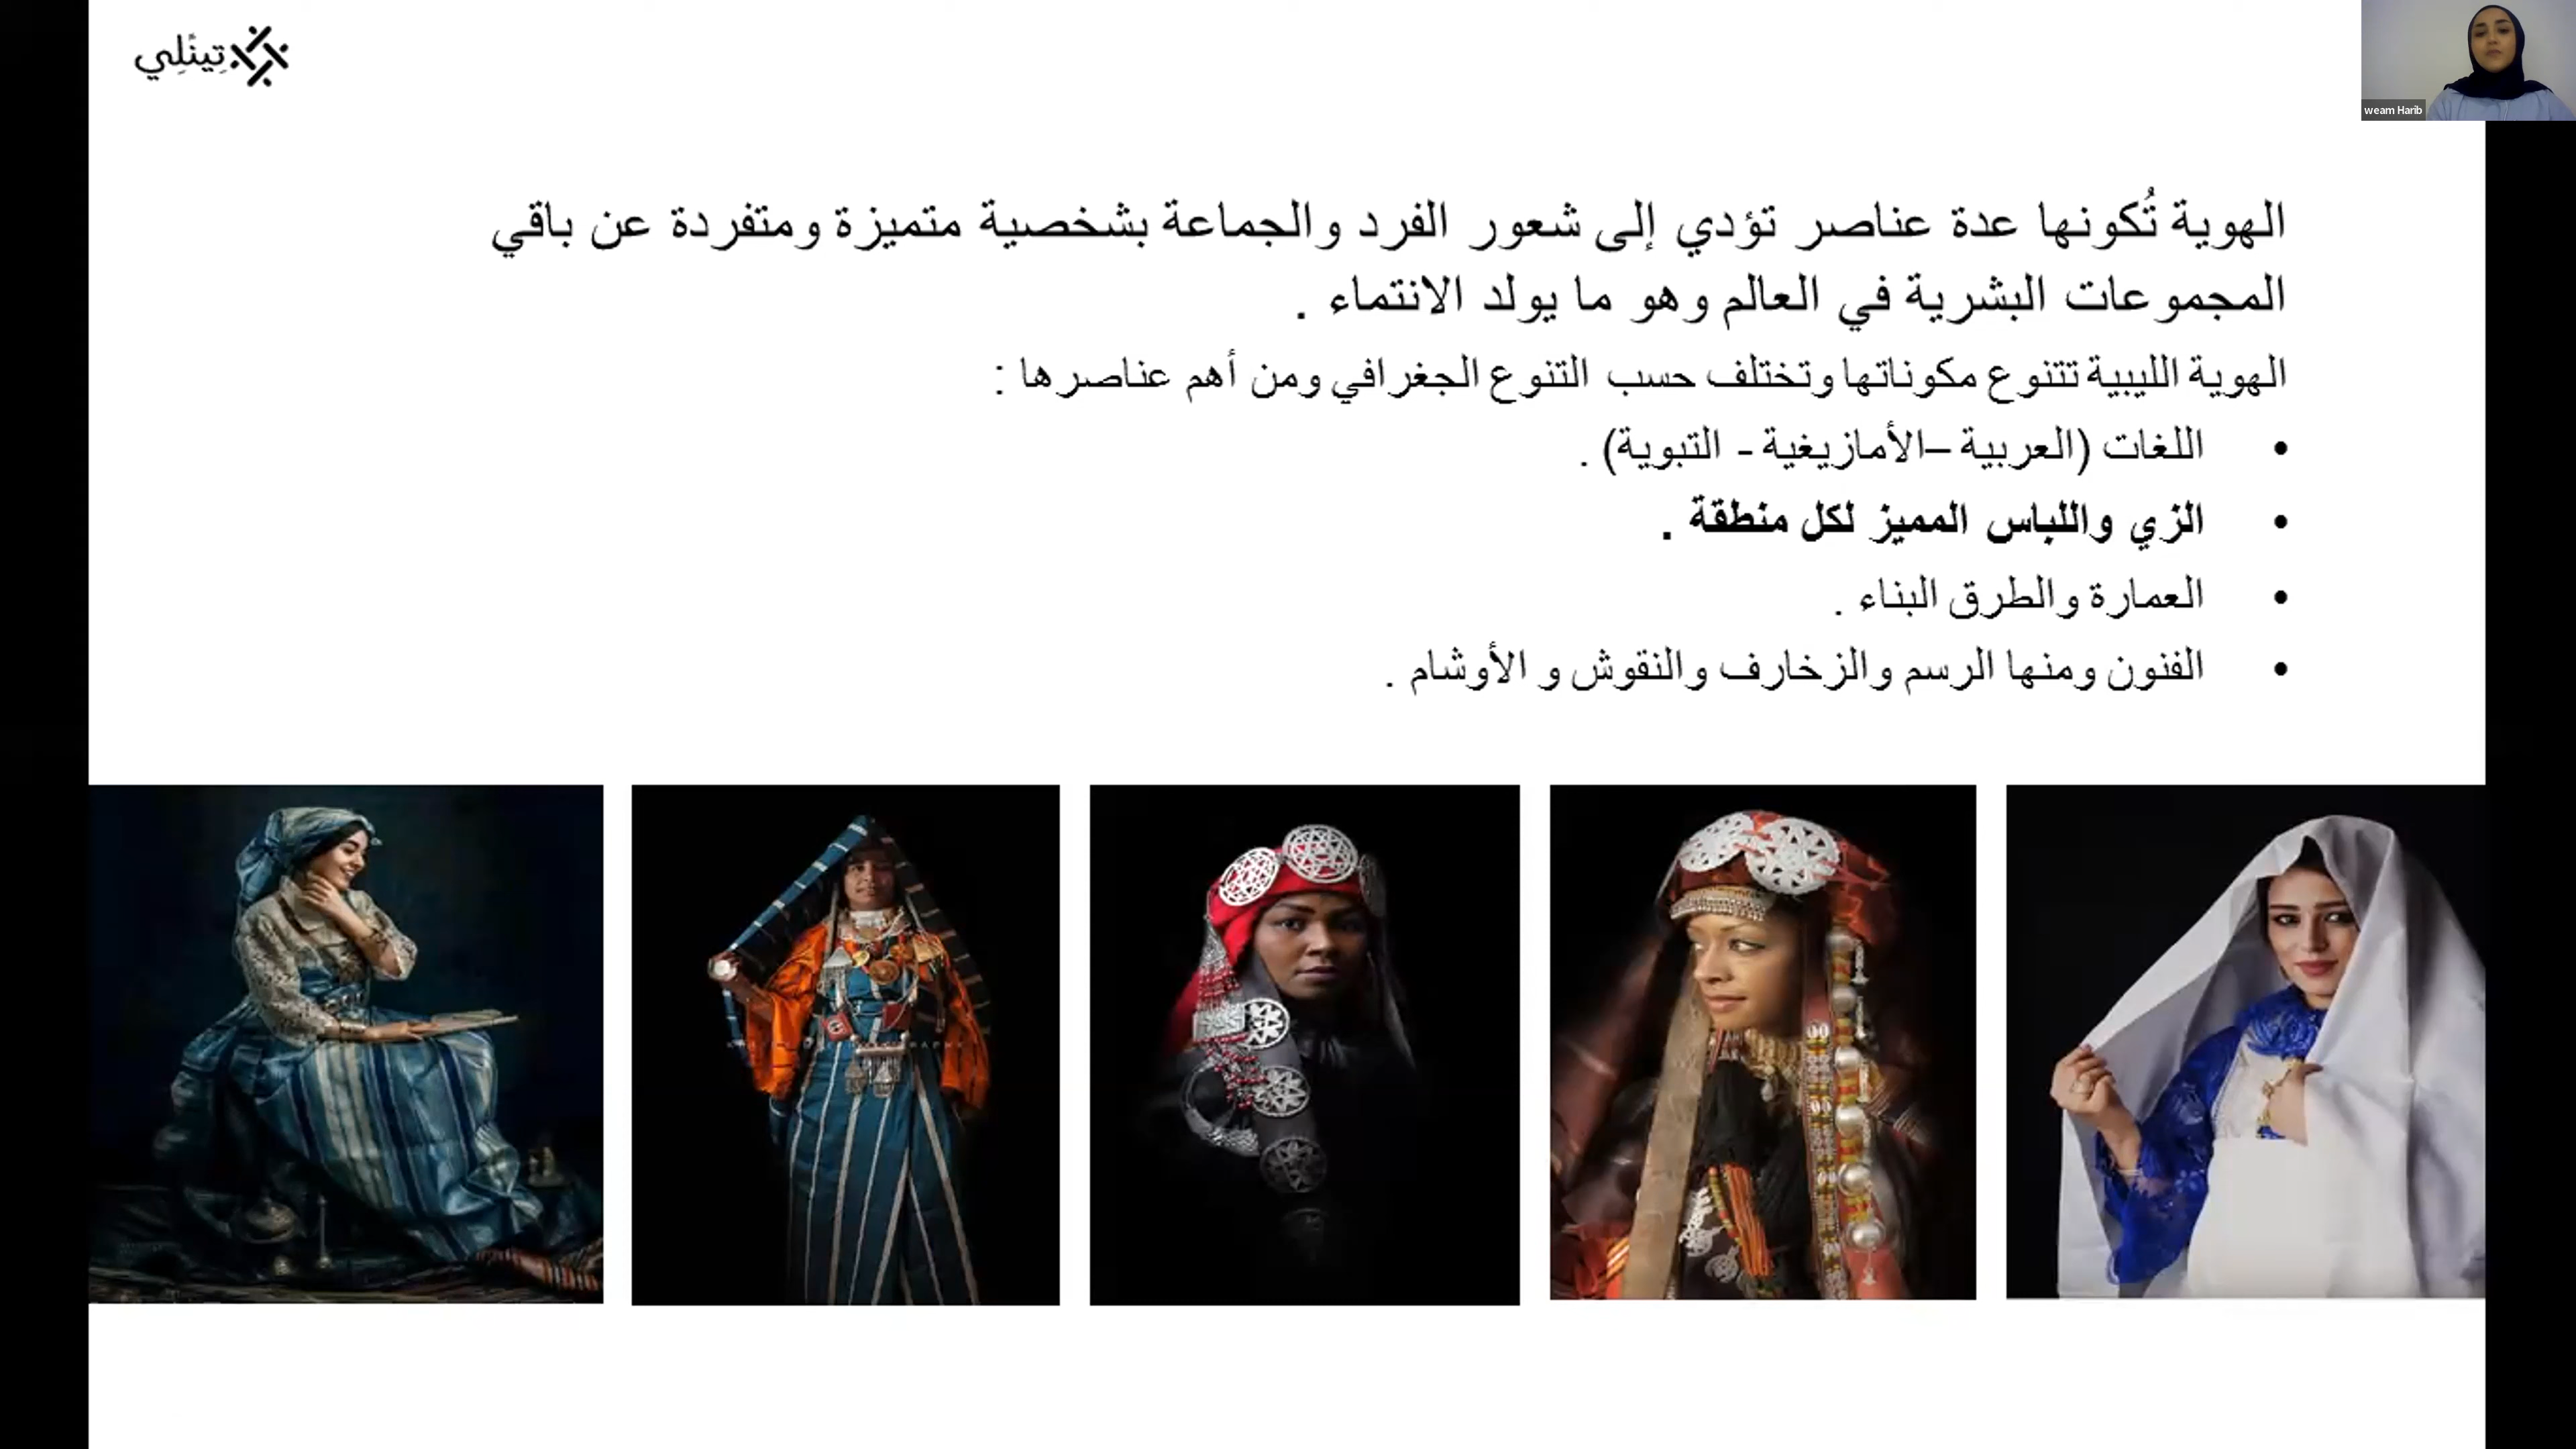 تِينَلِي
weam Harib
الهوية تُكونها عدة عناصر تؤدي إلى شعور الفرد والجماعة بشخصية متميزة ومتفردة عن باقي
المجموعات البشرية في العالم وهو ما يولد الانتماء .
الهوية الليبية تتنوع مكوناتها وتختلف حسب التنوع الجغرافي ومن أهم عناصرها :
• اللغات (العربية –الأمازيغية - التبوية) .
• الزي واللباس المميز لكل منطقة .
• العمارة والطرق البناء .
• الفنون ومنها الرسم والزخارف والنقوش و الأوشام .